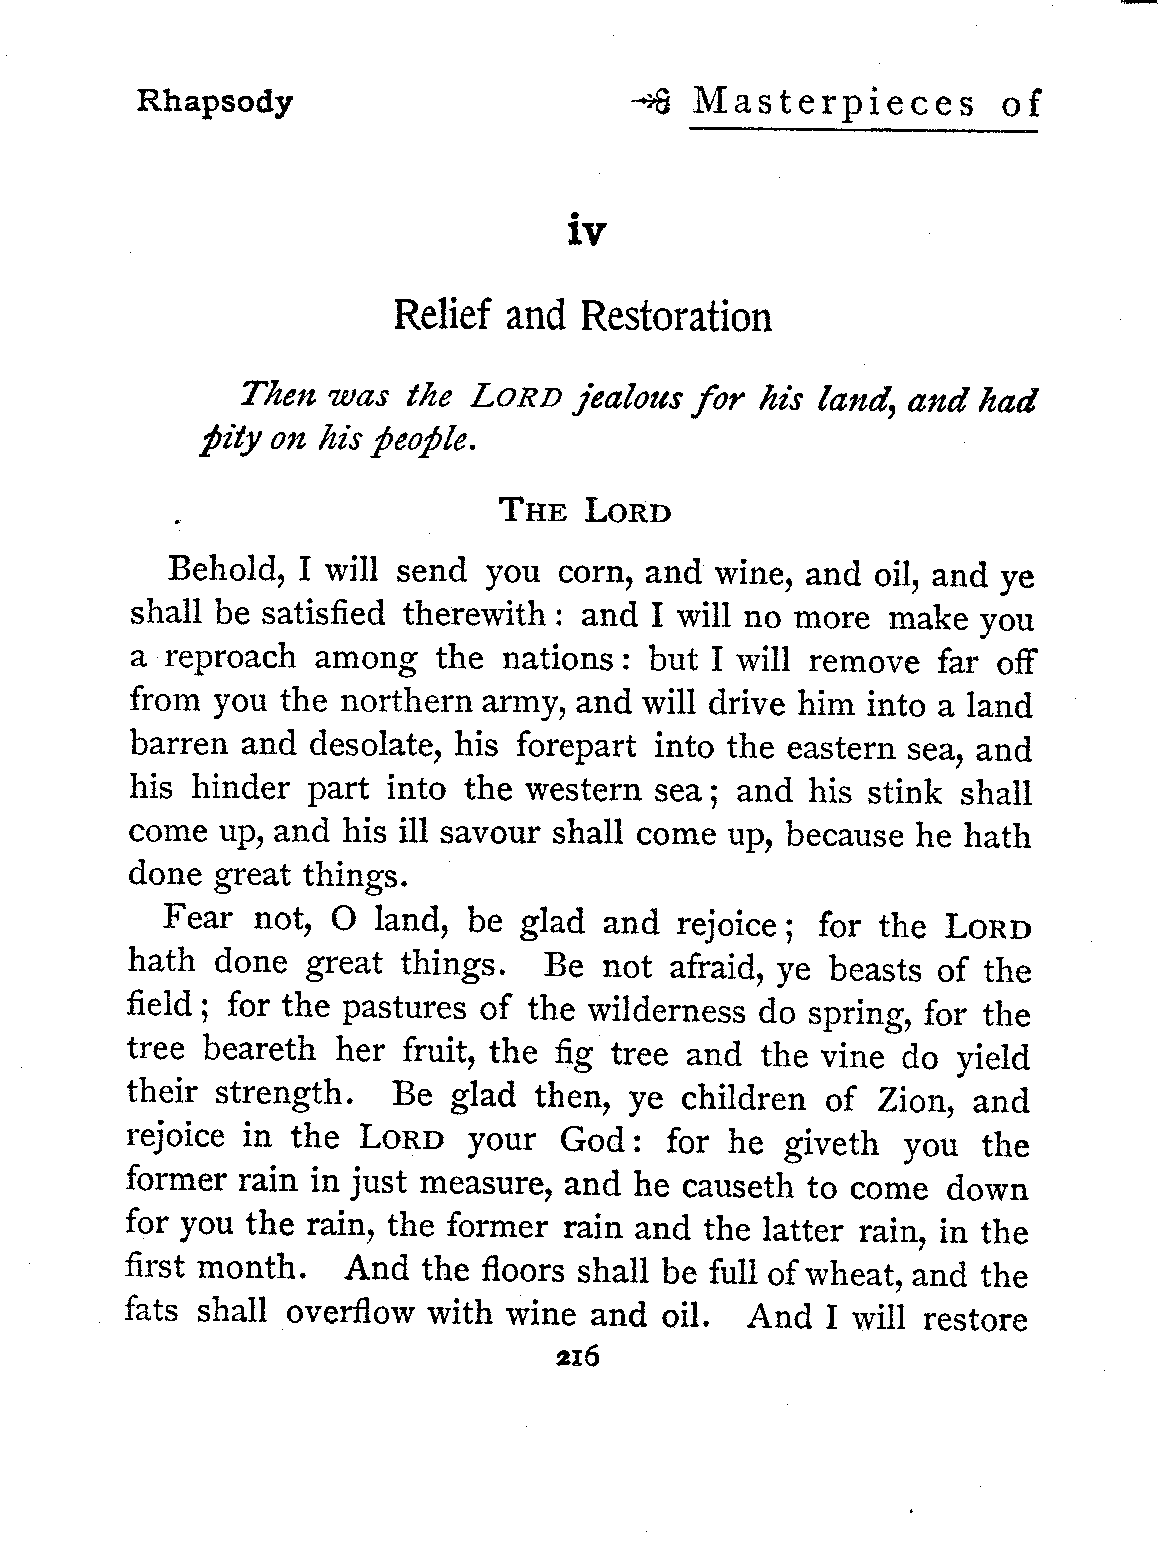 Rhapsody Masterpieces of
iv
Relief and Restoration
Then was the LORD jealous for his land, and had
pity on his people.
THE LORD
Behold, I will send you corn, and wine, and oil, and ye
shall be satisfied therewith : and I will no more make you
a reproach among the nations : but I will remove far off
from you the northern army, and will drive him into a land
barren and desolate, his forepart into the eastern sea, and
his hinder part into the western sea ; and his stink shall
come up, and his ill savour shall come up, because he hath
done great things.
Fear not, O land, be glad and rejoice ; for the LORD
hath done great things. Be not afraid, ye beasts of the
field ; for the pastures of the wilderness do spring, for the
tree beareth her fruit, the fig tree and the vine do yield
their strength. Be glad then, ye children of Zion, and
rejoice in the LORD your God : for he giveth you the
former rain in just measure, and he causeth to come down
for you the rain, the former rain and the latter rain, in the
first month. And the floors shall be full of wheat, and the
fats shall overflow with wine and oil. And I will restore
216